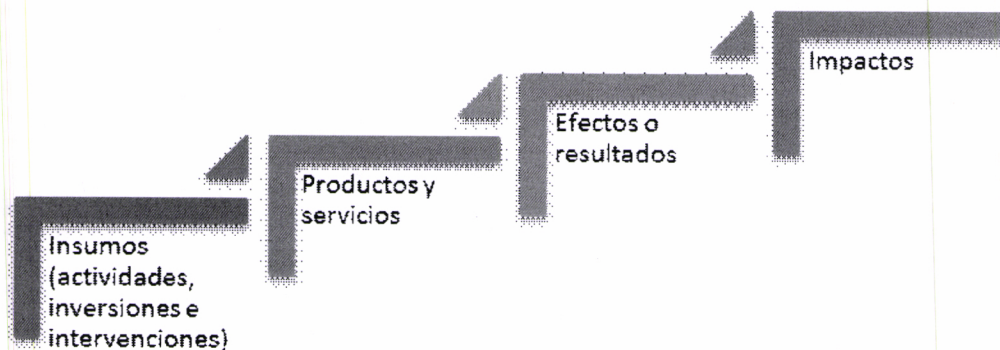 Insumos
(actividades,
inversiones e
intervenciones)
Productos y
servicios
Efectos o
resultados
Impactos